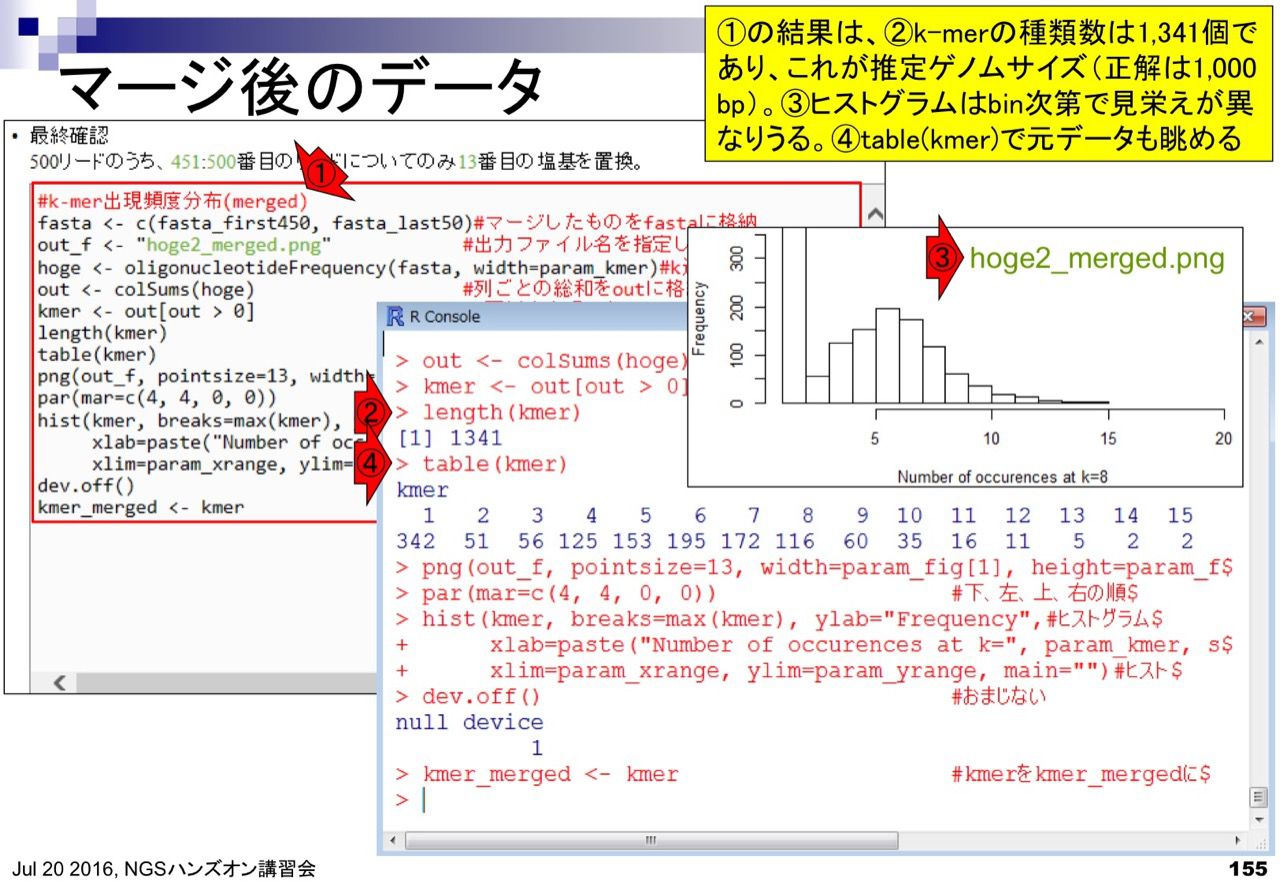 マージ後のデータ
①の結果は、②k-merの種類数は1,341個で
あり、これが推定ゲノムサイズ（正解は1,000
bp）。③ヒストグラムはbin次第で見栄えが異
なりうる。④table(kmer)で元データも眺める
• 最終確認
500リードのうち、451:500番目のリードについてのみ13番目の塩基を置換。
①
#k-mer出現頻度分布(merged)
fasta <- c(fasta_first450, fasta_last50)#マージしたものをfastaに格納
out_f <- "hoge2_merged.png" #出力ファイル名を指定し
hoge <- oligonucleotideFrequency(fasta, width=param_kmer)#k
out <- colSums(hoge) #列ごとの総和をoutに格
kmer <- out[out > 0]
length(kmer)
table(kmer)
png(out_f, pointsize=13, width=
par(mar=c(4, 4, 0, 0))
hist(kmer, breaks=max(kmer),
xlab=paste("Number of occ
xlim=param_xrange, ylim=
dev.off()
kmer_merged <- kmer
③
hoge2_merged.png
Frequency
300
200
100
0
5 10 15 20
Number of occurences at k=8
R Console
> out <- colSums(hoge)
> kmer <- out[out > 0]
②
> length(kmer)
[1] 1341
④
> table(kmer)
kmer
1 2 3 4 5 6 7 8 9 10 11 12 13 14 15
342 51 56 125 153 195 172 116 60 35 16 11 5 2 2
> png(out_f, pointsize=13, width=param_fig[1], height=param_f$
> par(mar=c(4, 4, 0, 0)) #下、左、上、右の順$
> hist(kmer, breaks=max(kmer), ylab="Frequency",#ヒストグラム$
+ xlab=paste("Number of occurences at k=", param_kmer, s$
+ xlim=param_xrange, ylim=param_yrange, main="")#ヒスト$
> dev.off() #おまじない
null device
1
> kmer_merged <- kmer #kmerをkmer_mergedに$
>
Jul 20 2016, NGSハンズオン講習会
155